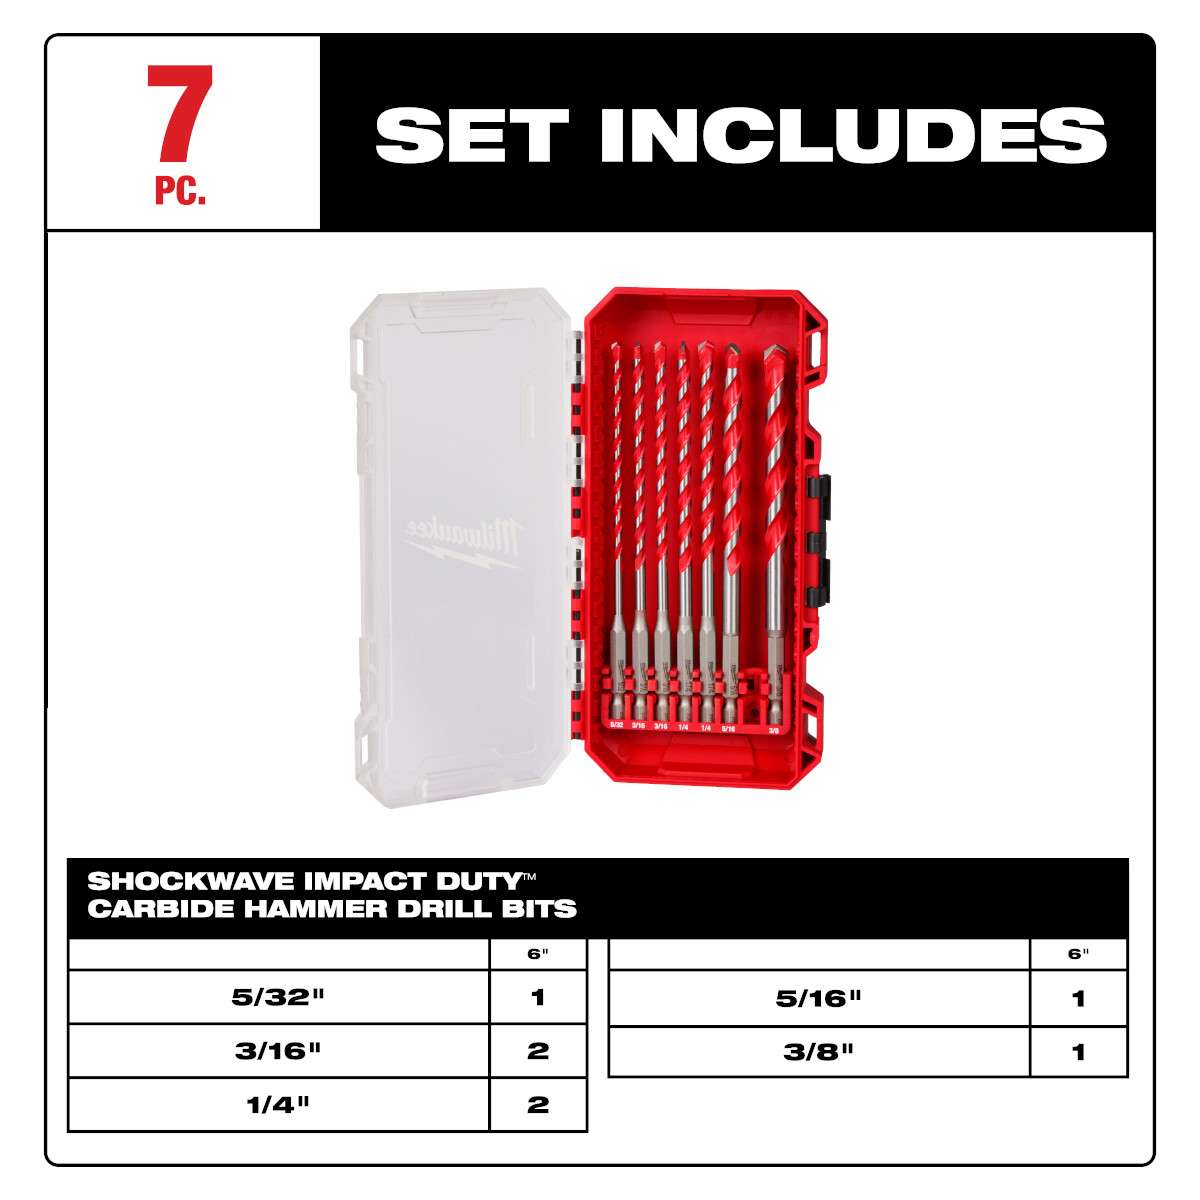 7
PC.
SET INCLUDES
Milwaukee
5/32 3/16 3/16 1/4 1/4 5/16 3/8
SHOCKWAVE IMPACT DUTY™
CARBIDE HAMMER DRILL BITS
6"
5/32" 1
3/16" 2
1/4" 2
6"
5/16" 1
3/8" 1